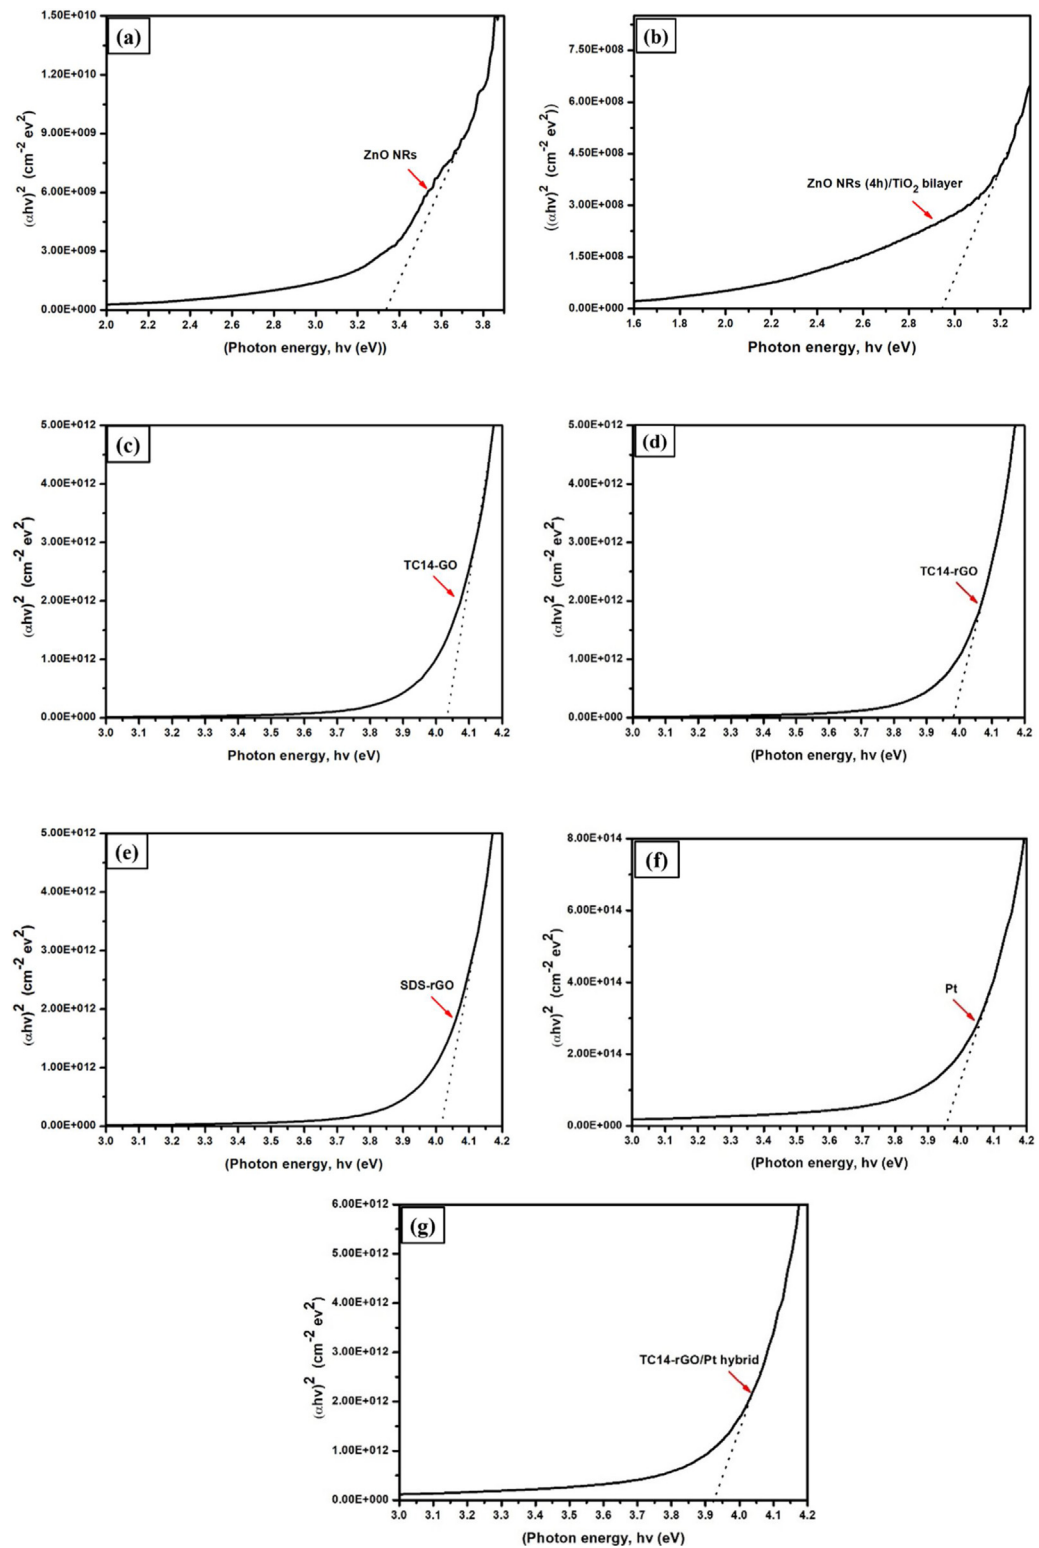 (a)
1.50E+010
1.20E+010
9.00E+009
6.00E+009
3.00E+009
0.00E+000
(αhv)² (cm⁻² ev²)
ZnO NRs
2.0 2.2 2.4 2.6 2.8 3.0 3.2 3.4 3.6 3.8
(Photon energy, hv (eV))
(b)
7.50E+008
6.00E+008
4.50E+008
3.00E+008
1.50E+008
0.00E+000
((αhv)² (cm⁻² ev²))
ZnO NRs (4h)/TiO₂ bilayer
1.6 1.8 2.0 2.2 2.4 2.6 2.8 3.0 3.2
Photon energy, hv (eV)
(c)
5.00E+012
4.00E+012
3.00E+012
2.00E+012
1.00E+012
0.00E+000
(αhv)² (cm⁻² ev²)
TC14-GO
3.0 3.1 3.2 3.3 3.4 3.5 3.6 3.7 3.8 3.9 4.0 4.1 4.2
Photon energy, hv (eV)
(d)
5.00E+012
4.00E+012
3.00E+012
2.00E+012
1.00E+012
0.00E+000
(αhv)² (cm⁻² ev²)
TC14-rGO
3.0 3.1 3.2 3.3 3.4 3.5 3.6 3.7 3.8 3.9 4.0 4.1 4.2
(Photon energy, hv (eV)
(e)
5.00E+012
4.00E+012
3.00E+012
2.00E+012
1.00E+012
0.00E+000
(αhv)² (cm⁻² ev²)
SDS-rGO
3.0 3.1 3.2 3.3 3.4 3.5 3.6 3.7 3.8 3.9 4.0 4.1 4.2
(Photon energy, hv (eV)
(f)
8.00E+014
6.00E+014
4.00E+014
2.00E+014
0.00E+000
(αhv)² (cm⁻² ev²)
Pt
3.0 3.1 3.2 3.3 3.4 3.5 3.6 3.7 3.8 3.9 4.0 4.1 4.2
(Photon energy, hv (eV)
(g)
6.00E+012
5.00E+012
4.00E+012
3.00E+012
2.00E+012
1.00E+012
0.00E+000
(αhv)² (cm⁻² ev²)
TC14-rGO/Pt hybrid
3.0 3.1 3.2 3.3 3.4 3.5 3.6 3.7 3.8 3.9 4.0 4.1 4.2
(Photon energy, hv (eV)